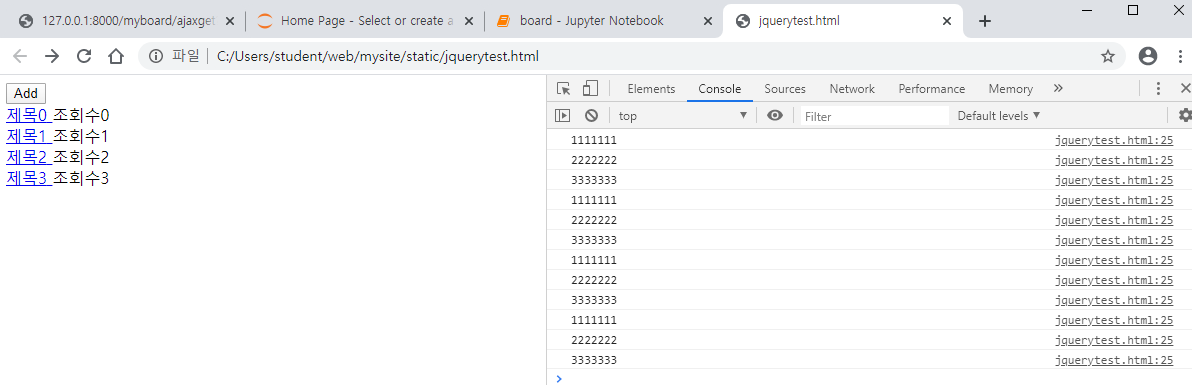 127.0.0.1:8000/myboard/ajaxget
Home Page - Select or create a
board - Jupyter Notebook
jquerytest.html
파일 C:/Users/student/web/mysite/static/jquerytest.html
Add
제목0 조회수0
제목1 조회수1
제목2 조회수2
제목3 조회수3
Elements Console Sources Network Performance Memory
top Filter Default levels
1111111 jquerytest.html:25
2222222 jquerytest.html:25
3333333 jquerytest.html:25
1111111 jquerytest.html:25
2222222 jquerytest.html:25
3333333 jquerytest.html:25
1111111 jquerytest.html:25
2222222 jquerytest.html:25
3333333 jquerytest.html:25
1111111 jquerytest.html:25
2222222 jquerytest.html:25
3333333 jquerytest.html:25